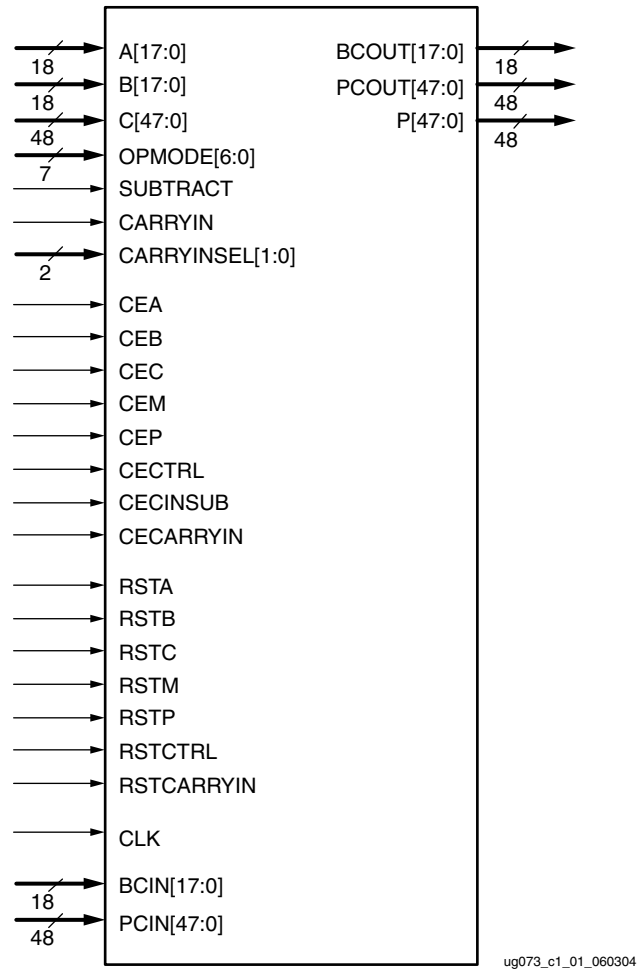 A[17:0] BCOUT[17:0]
18 18
B[17:0] PCOUT[47:0]
18 48
C[47:0] P[47:0]
48 48
OPMODE[6:0]
7
SUBTRACT
CARRYIN
CARRYINSEL[1:0]
2
CEA
CEB
CEC
CEM
CEP
CECTRL
CECINSUB
CECARRYIN
RSTA
RSTB
RSTC
RSTM
RSTP
RSTCTRL
RSTCARRYIN
CLK
BCIN[17:0]
18
PCIN[47:0]
48
ug073_c1_01_060304